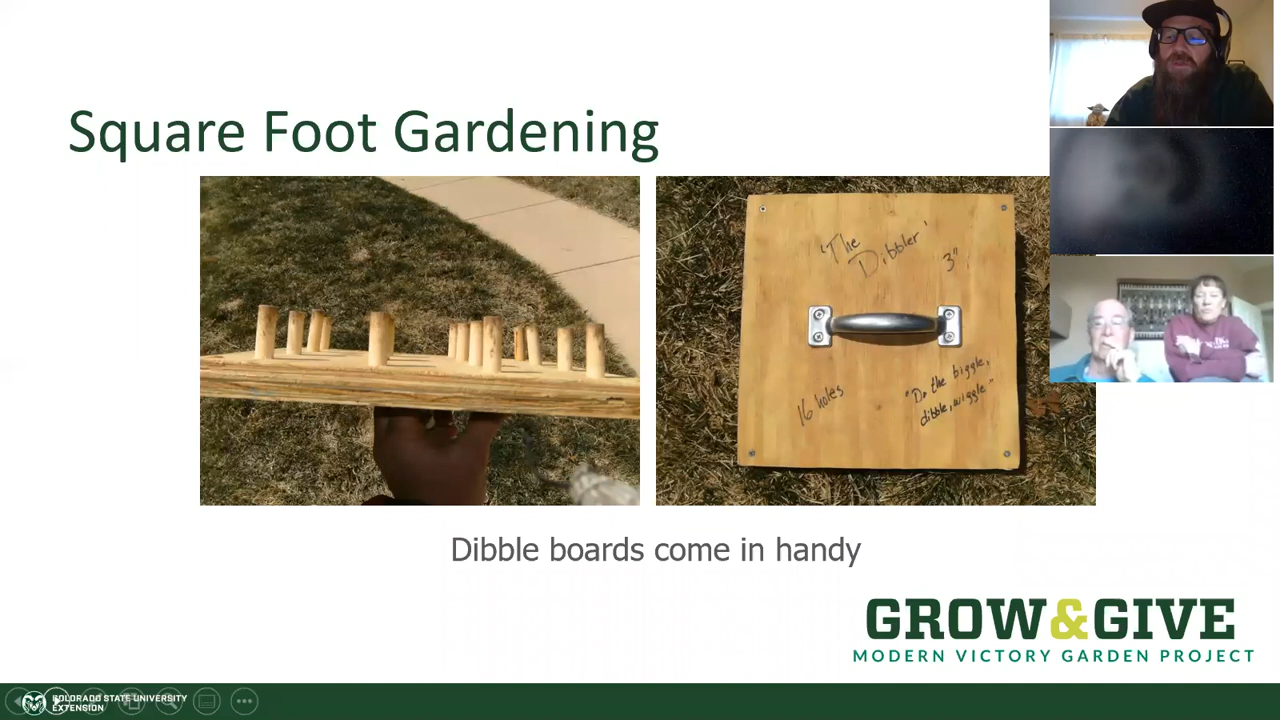 Square Foot Gardening
'The
Dibbler'
3"
16 holes
"Do the biggle,
dibble, wiggle"
Dibble boards come in handy
GROW&GIVE
MODERN VICTORY GARDEN PROJECT
COLORADO STATE UNIVERSITY
EXTENSION